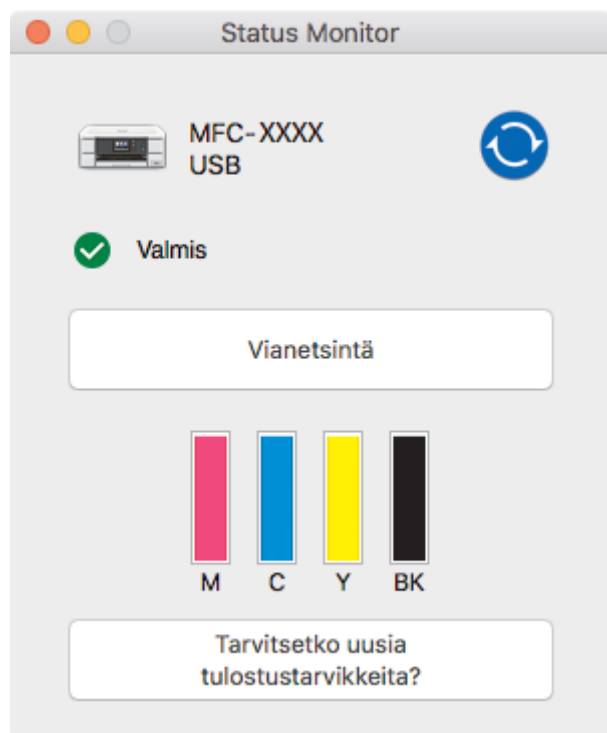 Status Monitor
MFC-XXXX
USB
Valmis
Vianetsintä
M C Y BK
Tarvitsetko uusia
tulostustarvikkeita?